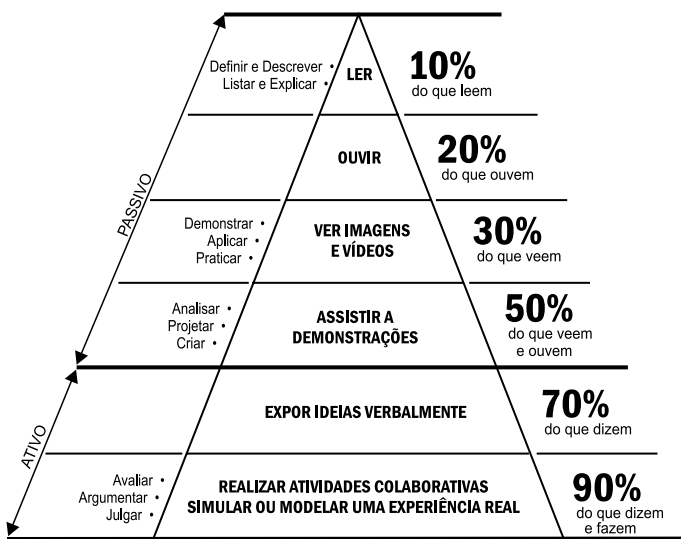 Definir e Descrever •
Listar e Explicar •
LER
10%
do que leem
OUVIR
20%
do que ouvem
PASSIVO
Demonstrar •
Aplicar •
Praticar •
VER IMAGENS
E VÍDEOS
30%
do que veem
Analisar •
Projetar •
Criar •
ASSISTIR A
DEMONSTRAÇÕES
50%
do que veem
e ouvem
EXPOR IDEIAS VERBALMENTE
70%
do que dizem
ATIVO
Avaliar •
Argumentar •
Julgar •
REALIZAR ATIVIDADES COLABORATIVAS
SIMULAR OU MODELAR UMA EXPERIÊNCIA REAL
90%
do que dizem
e fazem